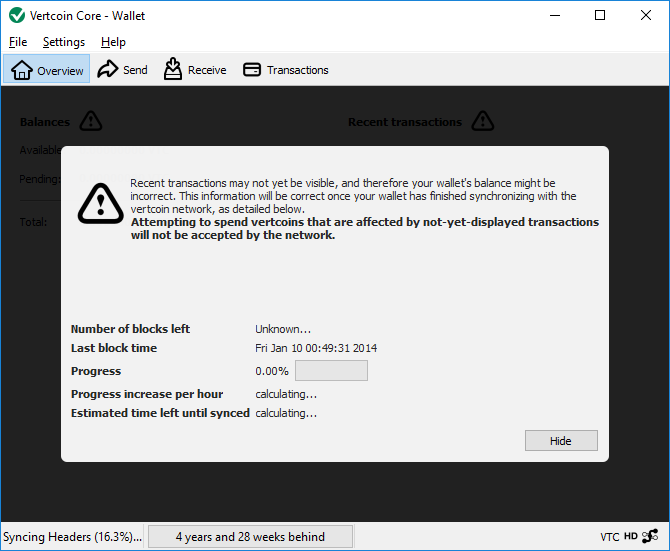 Vertcoin Core - Wallet
File Settings Help
Overview Send Receive Transactions
Balances Recent transactions
Available
Pending:
Total:
Recent transactions may not yet be visible, and therefore your wallet's balance might be
incorrect. This information will be correct once your wallet has finished synchronizing with the
vertcoin network, as detailed below.
Attempting to spend vertcoins that are affected by not-yet-displayed transactions
will not be accepted by the network.
Number of blocks left Unknown...
Last block time Fri Jan 10 00:49:31 2014
Progress 0.00%
Progress increase per hour calculating...
Estimated time left until synced calculating...
Hide
Syncing Headers (16.3%)... 4 years and 28 weeks behind VTC HD